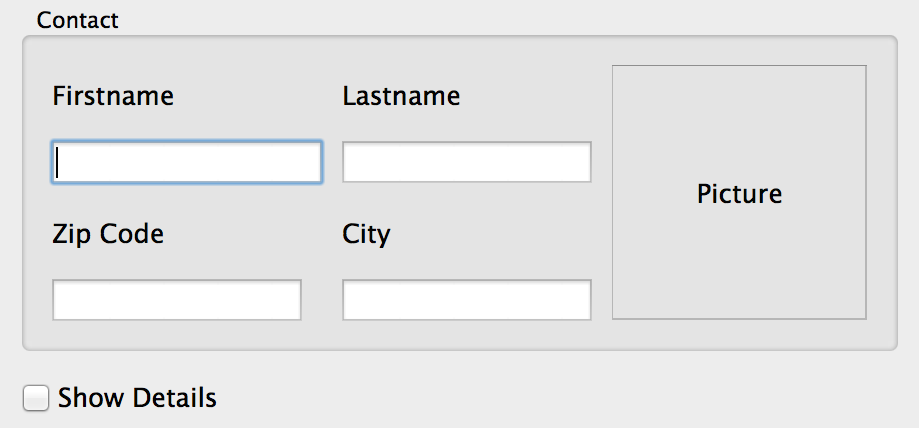 Contact
Firstname
Lastname
Picture
Zip Code
City
Show Details